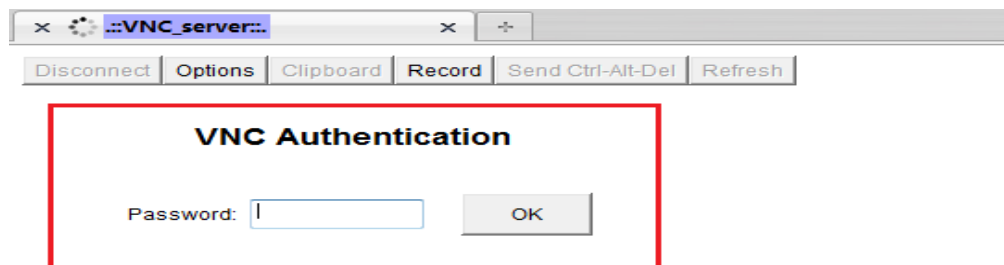 .::VNC_server::.
Disconnect Options Clipboard Record Send Ctrl-Alt-Del Refresh
VNC Authentication
Password: OK